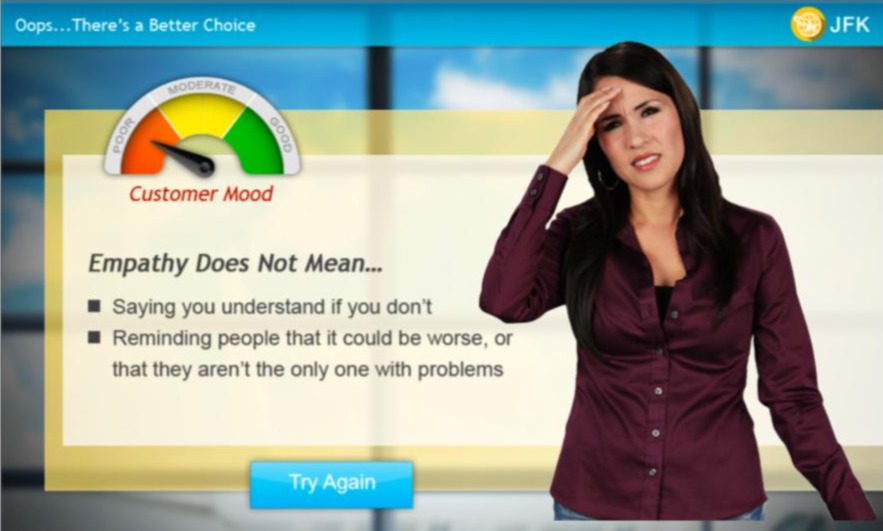 Oops...There's a Better Choice
JFK
POOR
MODERATE
GOOD
Customer Mood
Empathy Does Not Mean...
Saying you understand if you don't
Reminding people that it could be worse, or
that they aren't the only one with problems
Try Again